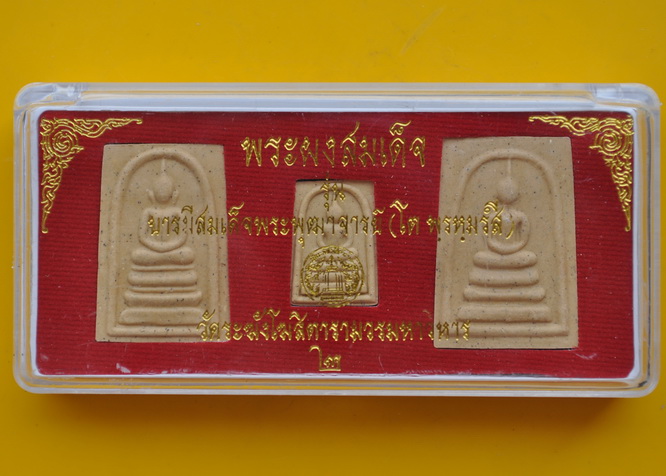 พระผงสมเด็จ
รุ่น
บารมีสมเด็จพระพุฒาจารย์ (โต พรหมรังสี)
วัดระฆังโฆสิตารามวรมหาวิหาร